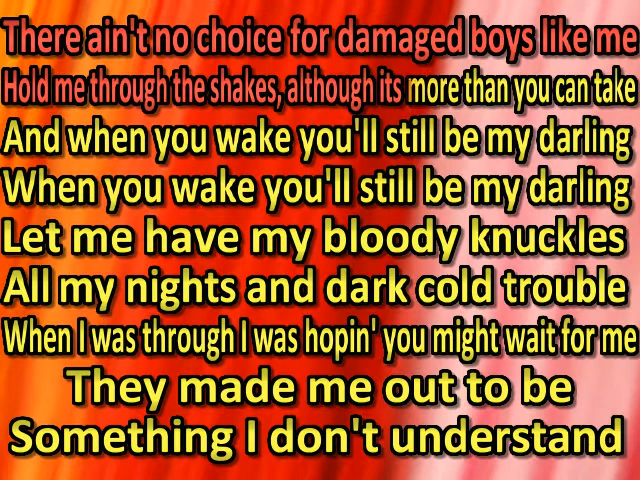 There ain't no choice for damaged boys like me
Hold me through the shakes, although its more than you can take
And when you wake you'll still be my darling
When you wake you'll still be my darling
Let me have my bloody knuckles
All my nights and dark cold trouble
When I was through I was hopin' you might wait for me
They made me out to be
Something I don't understand